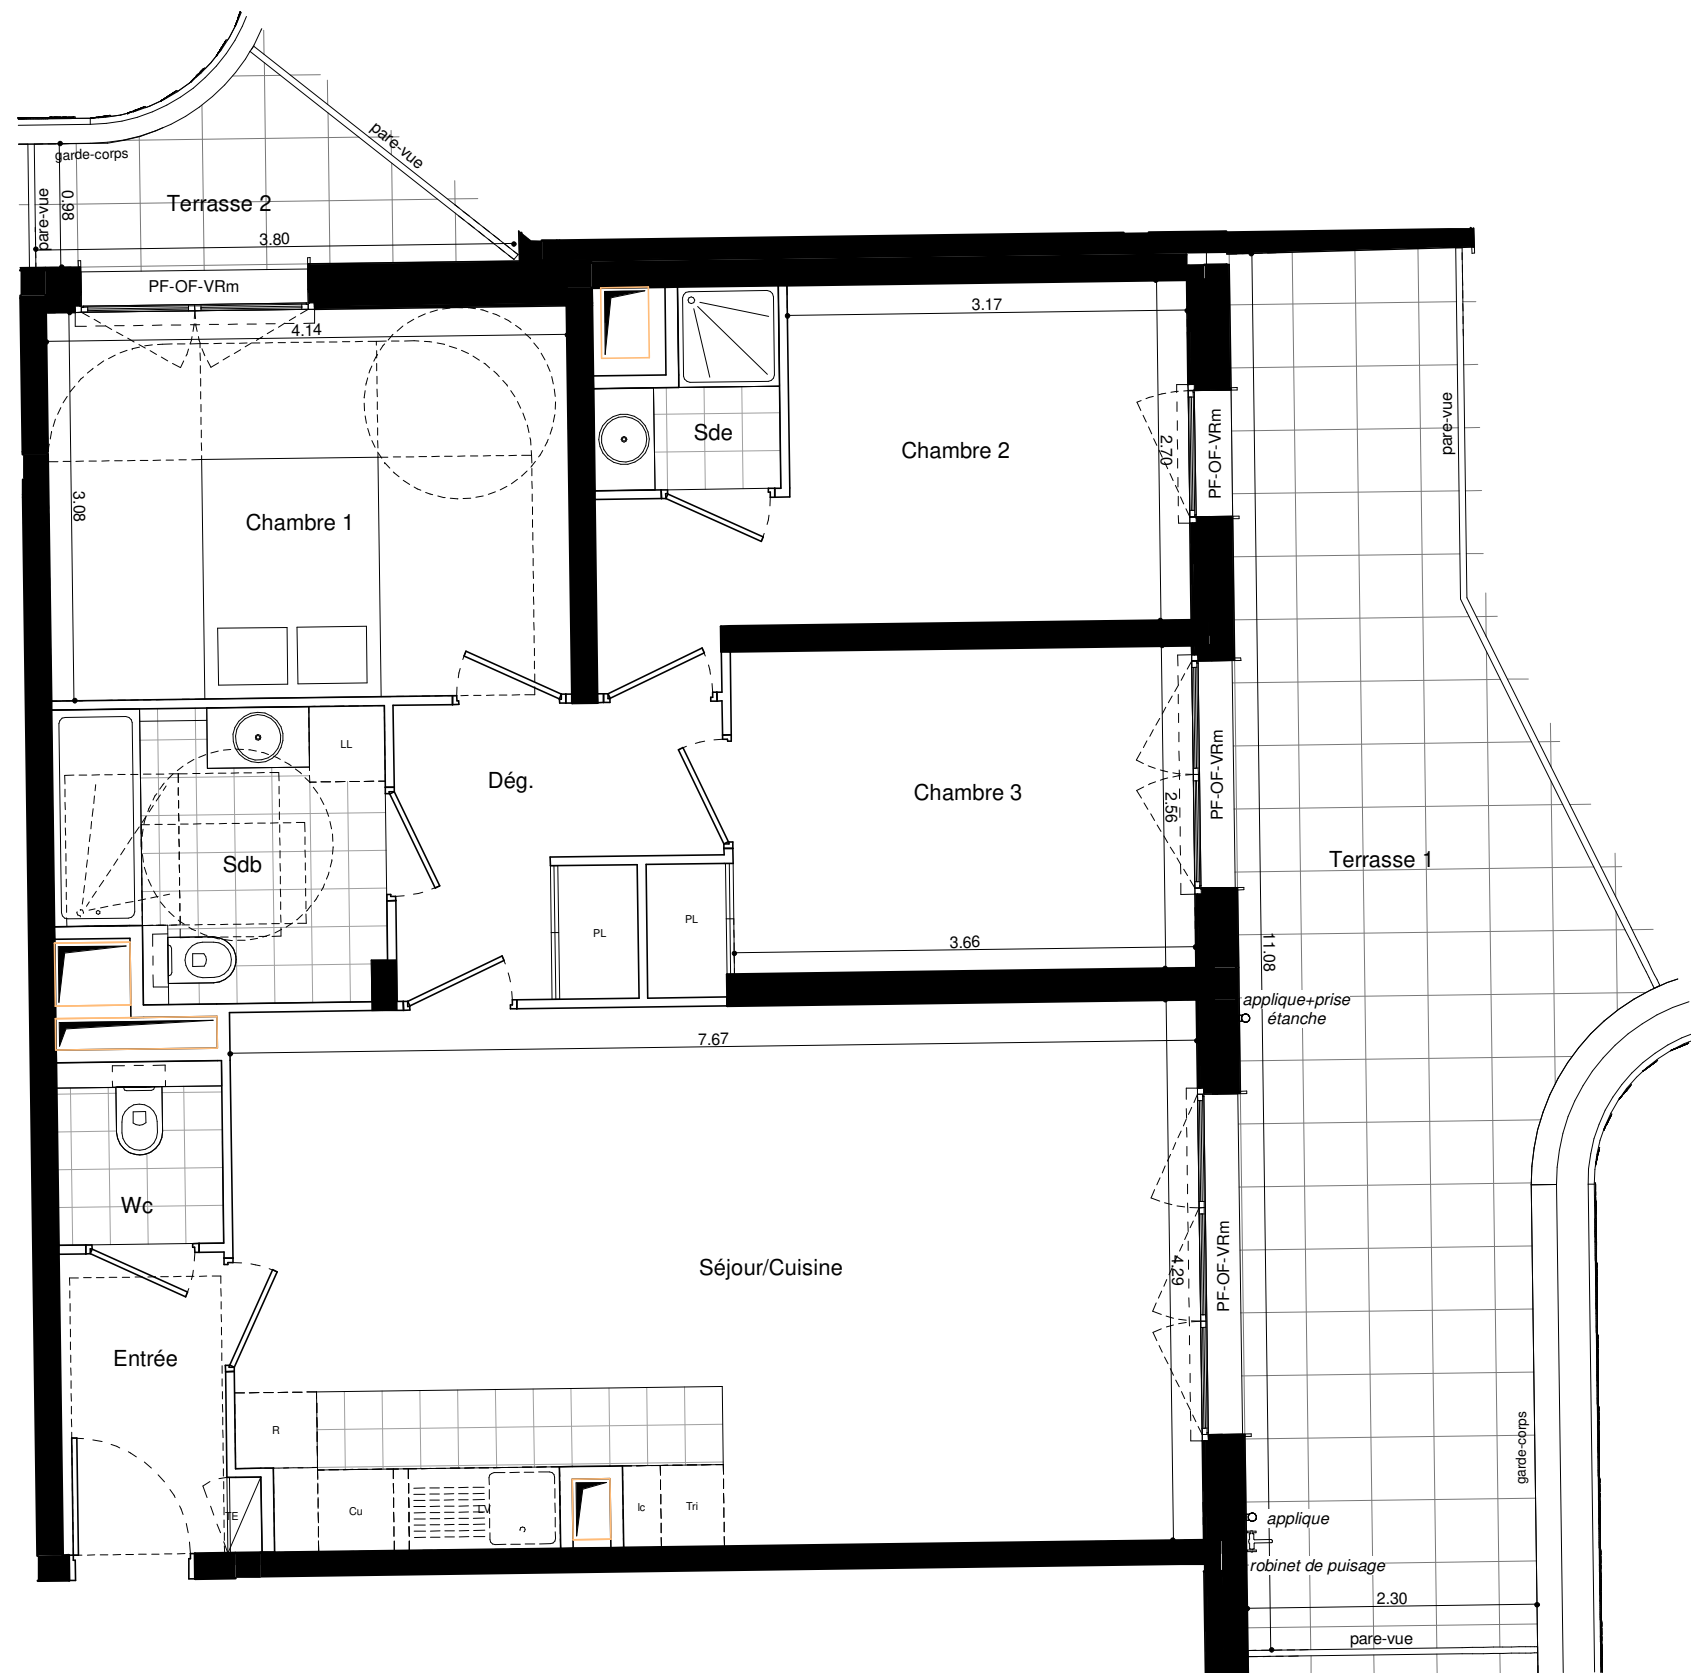 pare-vue
garde-corps
pare-vue
0.98
Terrasse 2
3.80
PF-OF-VRm
4.14
3.17
Sde
Chambre 2
2.70
PF-OF-VRm
pare-vue
3.08
Chambre 1
LL
Dég.
Chambre 3
2.56
PF-OF-VRm
Sdb
Terrasse 1
PL
PL
3.66
11.08
applique+prise
étanche
7.67
Wc
Séjour/Cuisine
4.29
PF-OF-VRm
Entrée
R
garde-corps
TE
Cu
LV
Ic
Tri
applique
robinet de puisage
2.30
pare-vue